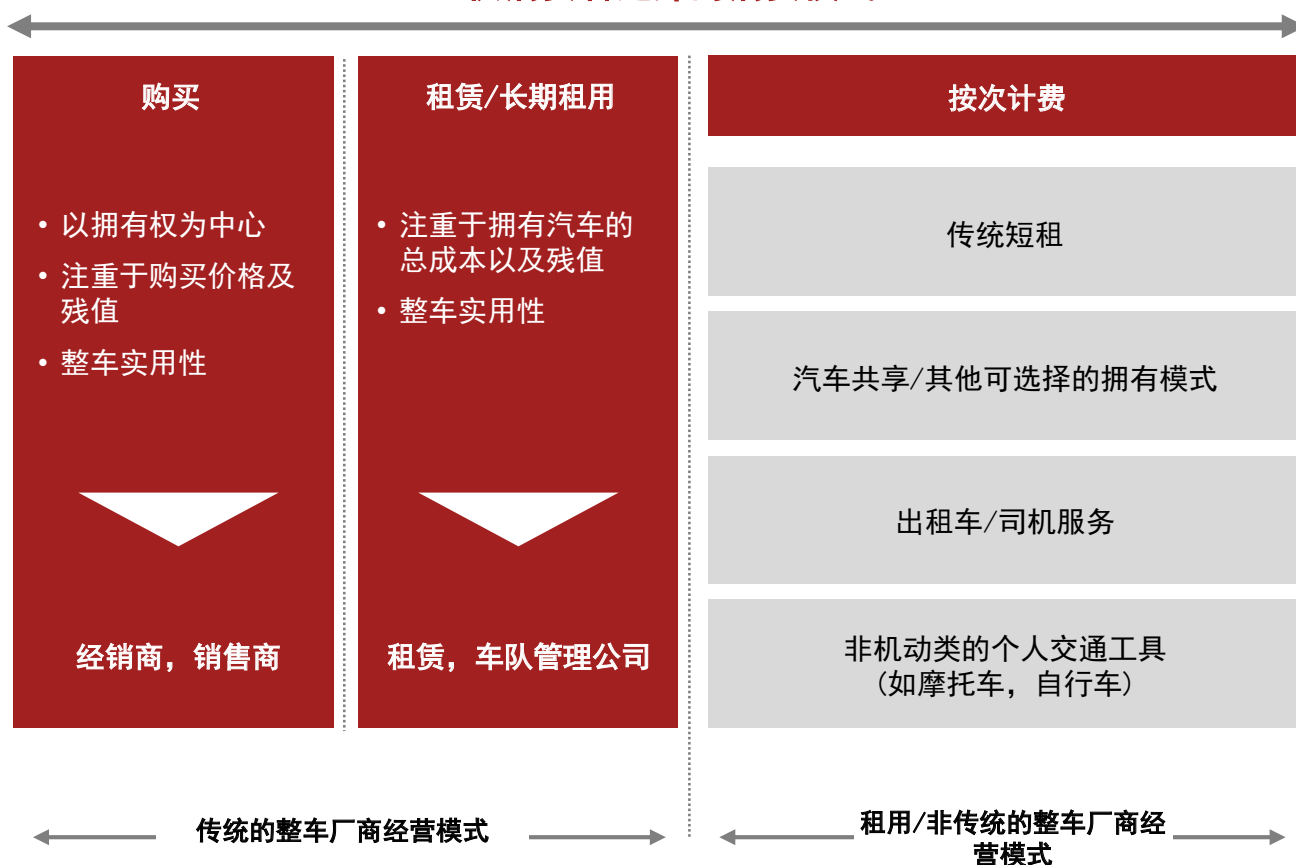 购买
• 以拥有权为中心
• 注重于购买价格及
残值
• 整车实用性
经销商，销售商
租赁/长期租用
• 注重于拥有汽车的
总成本以及残值
• 整车实用性
租赁，车队管理公司
按次计费
传统短租
汽车共享/其他可选择的拥有模式
出租车/司机服务
非机动类的个人交通工具
(如摩托车，自行车)
传统的整车厂商经营模式
租用/非传统的整车厂商经
营模式